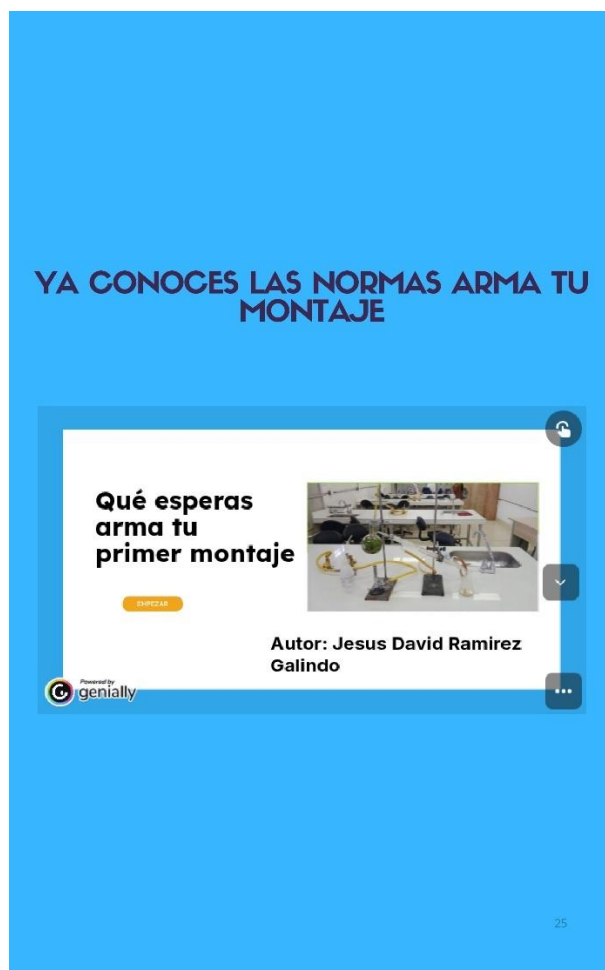 YA CONOCES LAS NORMAS ARMA TU
MONTAJE
Qué esperas
arma tu
primer montaje
EMPEZAR
Autor: Jesus David Ramirez
Galindo
Powered by
genially
25